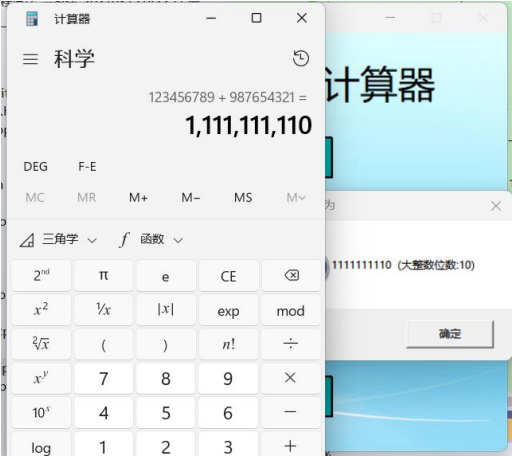 计算器
科学
123456789 + 987654321 =
1,111,111,110
DEG F-E
MC MR M+ M- MS M
三角学 f 函数
2nd π e CE
x² ¹/x |x| exp mod
²√x ( ) n! ÷
xʸ 7 8 9 ×
10ˣ 4 5 6 −
log 1 2 3 +
计算器
为
1111111110 (大整数位数:10)
确定